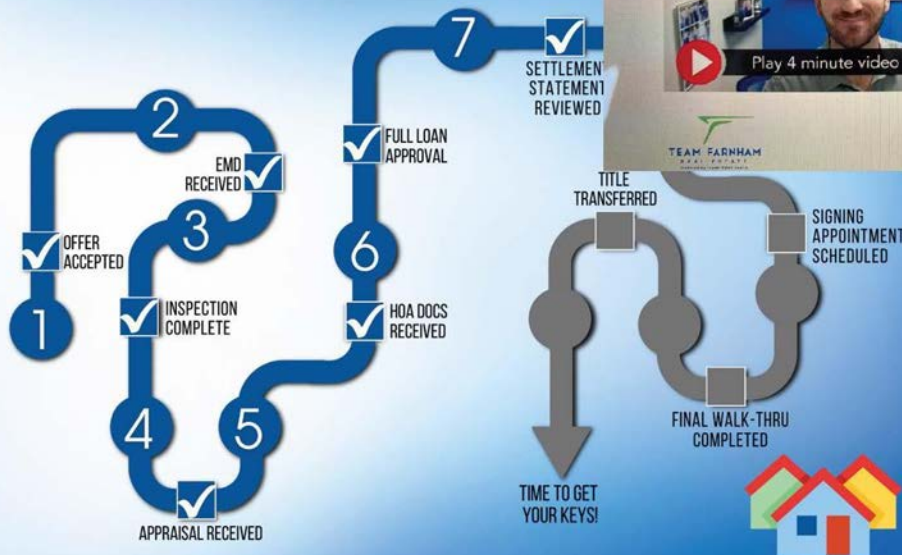 1
OFFER
ACCEPTED
2
EMD
RECEIVED
3
INSPECTION
COMPLETE
4
APPRAISAL RECEIVED
5
HOA DOCS
RECEIVED
6
FULL LOAN
APPROVAL
7
SETTLEMENT
STATEMENT
REVIEWED
Play 4 minute video
TEAM FARNHAM
REAL ESTATE
SIGNING
APPOINTMENT
SCHEDULED
FINAL WALK-THRU
COMPLETED
TITLE
TRANSFERRED
TIME TO GET
YOUR KEYS!